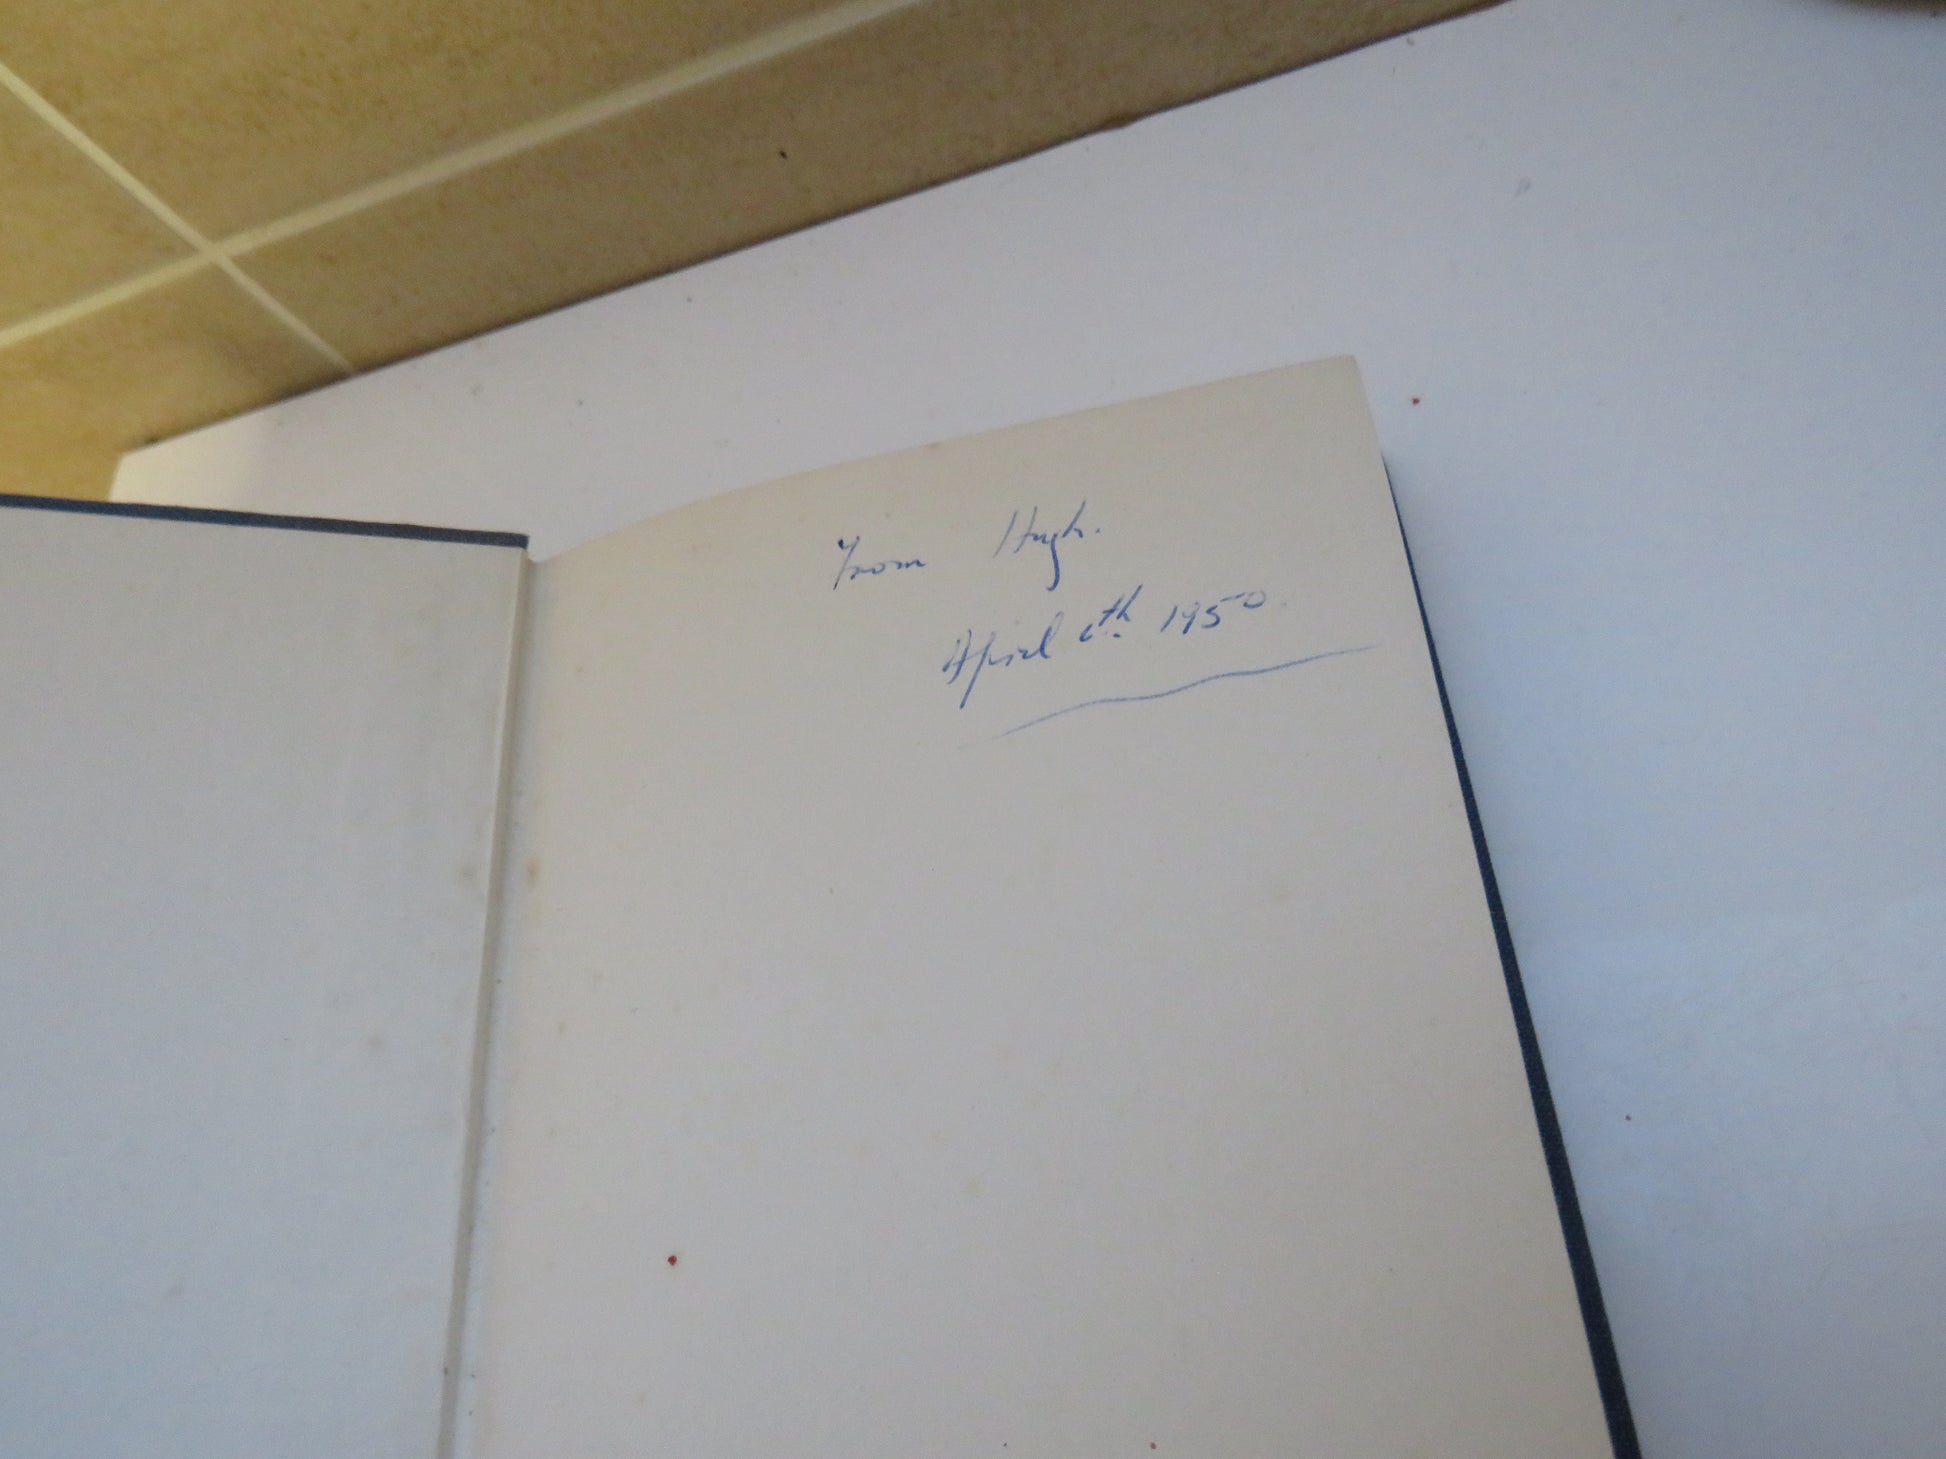 From Hugh.
April 6th 1950.